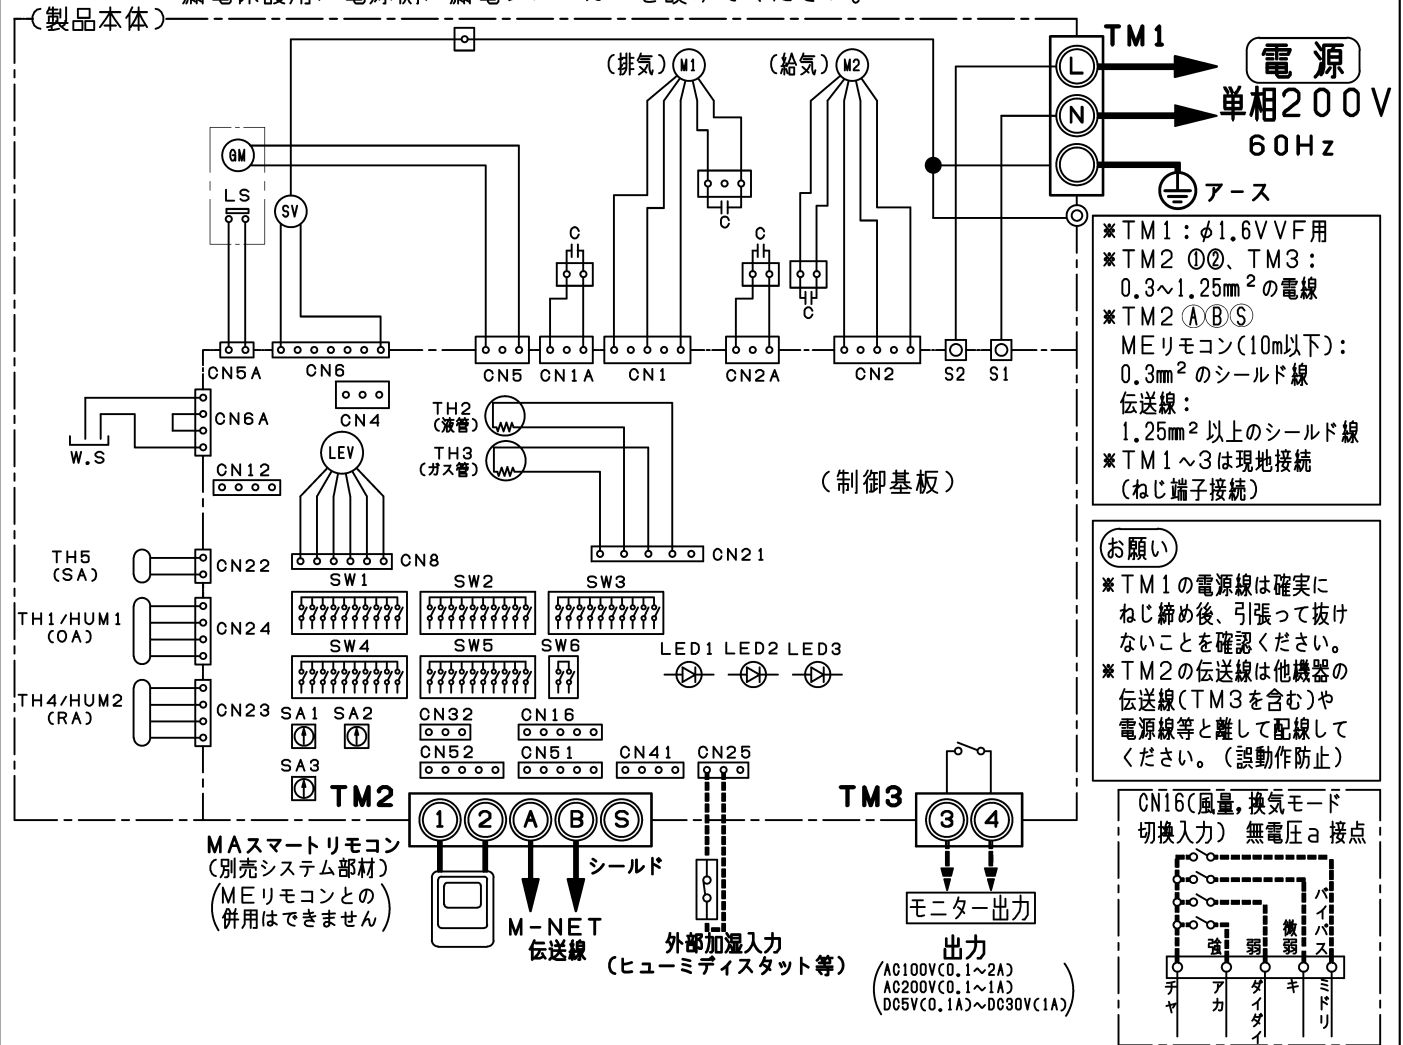 (製品本体)
TM1
L
N
電源
単相200V
60Hz
アース
(排気)
M1
(給気)
M2
GM
LS
SV
C
C
C
C
CN5A
CN6
CN5
CN1A
CN1
CN2A
CN2
S2
S1
※TM1:φ1.6VVF用
※TM2 ①②、TM3:
0.3~1.25mm²の電線
※TM2 ⒶⒷⓈ
MEリモコン(10m以下):
0.3mm²のシールド線
伝送線:
1.25mm²以上のシールド線
※TM1~3は現地接続
(ねじ端子接続)
CN6A
W.S
CN4
CN12
LEV
TH2
(液管)
TH3
(ガス管)
(制御基板)
CN8
CN21
TH5
(SA)
CN22
TH1/HUM1
(OA)
CN24
TH4/HUM2
(RA)
CN23
SW1
SW2
SW3
SW4
SW5
SW6
LED1 LED2 LED3
SA1
SA2
SA3
CN32
CN16
CN52
CN51
CN41
CN25
お願い
※TM1の電源線は確実に
ねじ締め後、引張って抜け
ないことを確認ください。
※TM2の伝送線は他機器の
伝送線(TM3を含む)や
電源線等と離して配線して
ください。(誤動作防止)
TM2
1
2
A
B
S
TM3
3
4
MAスマートリモコン
(別売システム部材)
(MEリモコンとの
併用はできません)
シールド
M-NET
伝送線
外部加湿入力
(ヒューミディスタット等)
モニター出力
出力
(AC100V(0.1~2A)
AC200V(0.1~1A)
DC5V(0.1A)~DC30V(1A))
CN16(風量,換気モード
切換入力) 無電圧a接点
強
弱
微弱
バイパス
チャ
アカ
ダイダイ
キ
ミドリ